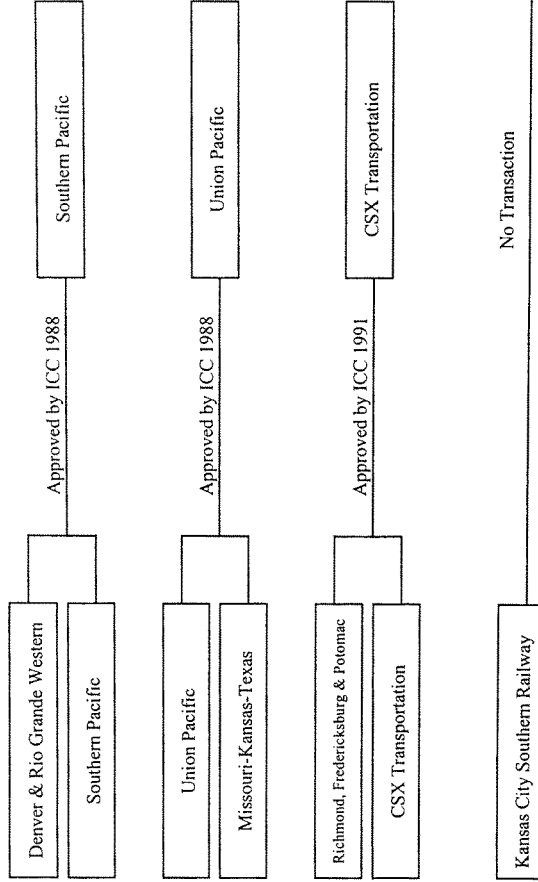 Denver & Rio Grande Western
Southern Pacific
Approved by ICC 1988
Southern Pacific
Union Pacific
Missouri-Kansas-Texas
Approved by ICC 1988
Union Pacific
Richmond, Fredericksburg & Potomac
CSX Transportation
Approved by ICC 1991
CSX Transportation
Kansas City Southern Railway
No Transaction